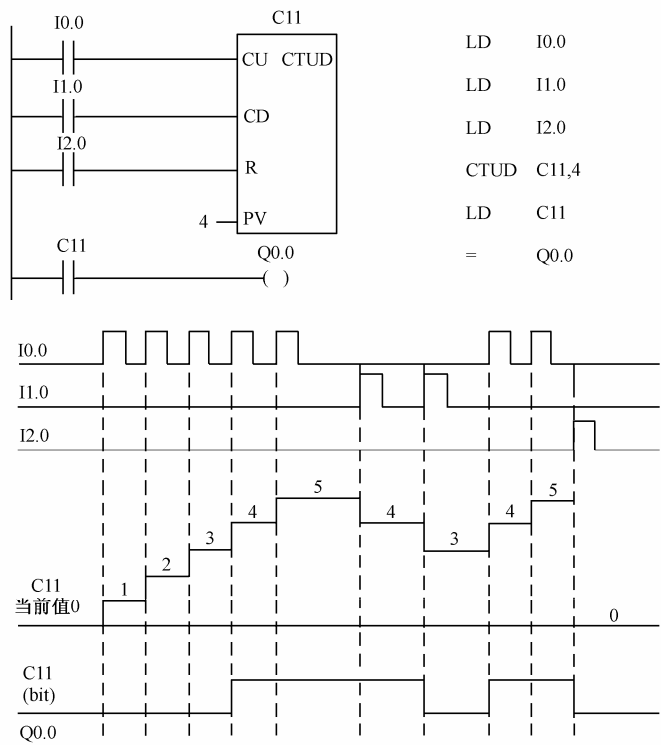 I0.0
C11
CU CTUD
I1.0
CD
I2.0
R
4 PV
C11
Q0.0
( )
LD I0.0
LD I1.0
LD I2.0
CTUD C11,4
LD C11
= Q0.0
I0.0
I1.0
I2.0
5
5
4
4
4
3
3
2
1
C11
当前值0
0
C11
(bit)
Q0.0